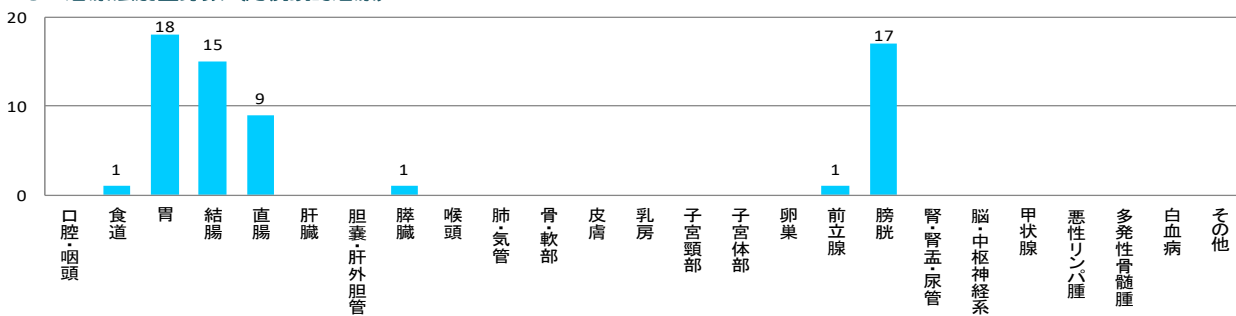 20
10
0
1
18
15
9
1
1
17
口腔・咽頭
食道
胃
結腸
直腸
肝臓
胆嚢・肝外胆管
膵臓
喉頭
肺・気管
骨・軟部
皮膚
乳房
子宮頸部
子宮体部
卵巣
前立腺
膀胱
腎・腎盂・尿管
脳・中枢神経系
甲状腺
悪性リンパ腫
多発性骨髄腫
白血病
その他